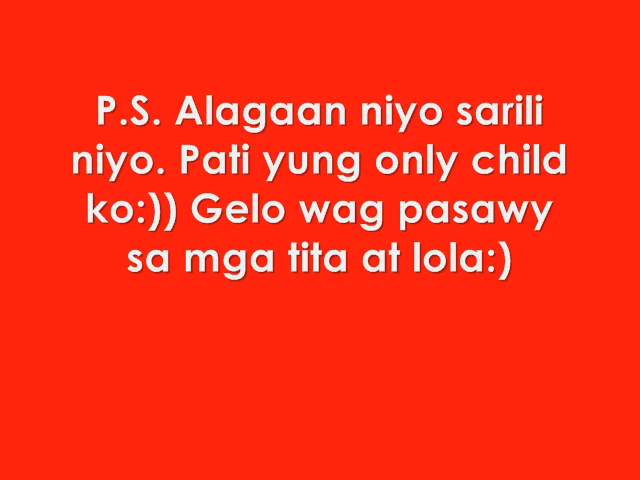 P.S. Alagaan niyo sarili
niyo. Pati yung only child
ko:)) Gelo wag pasawy
sa mga tita at lola:)